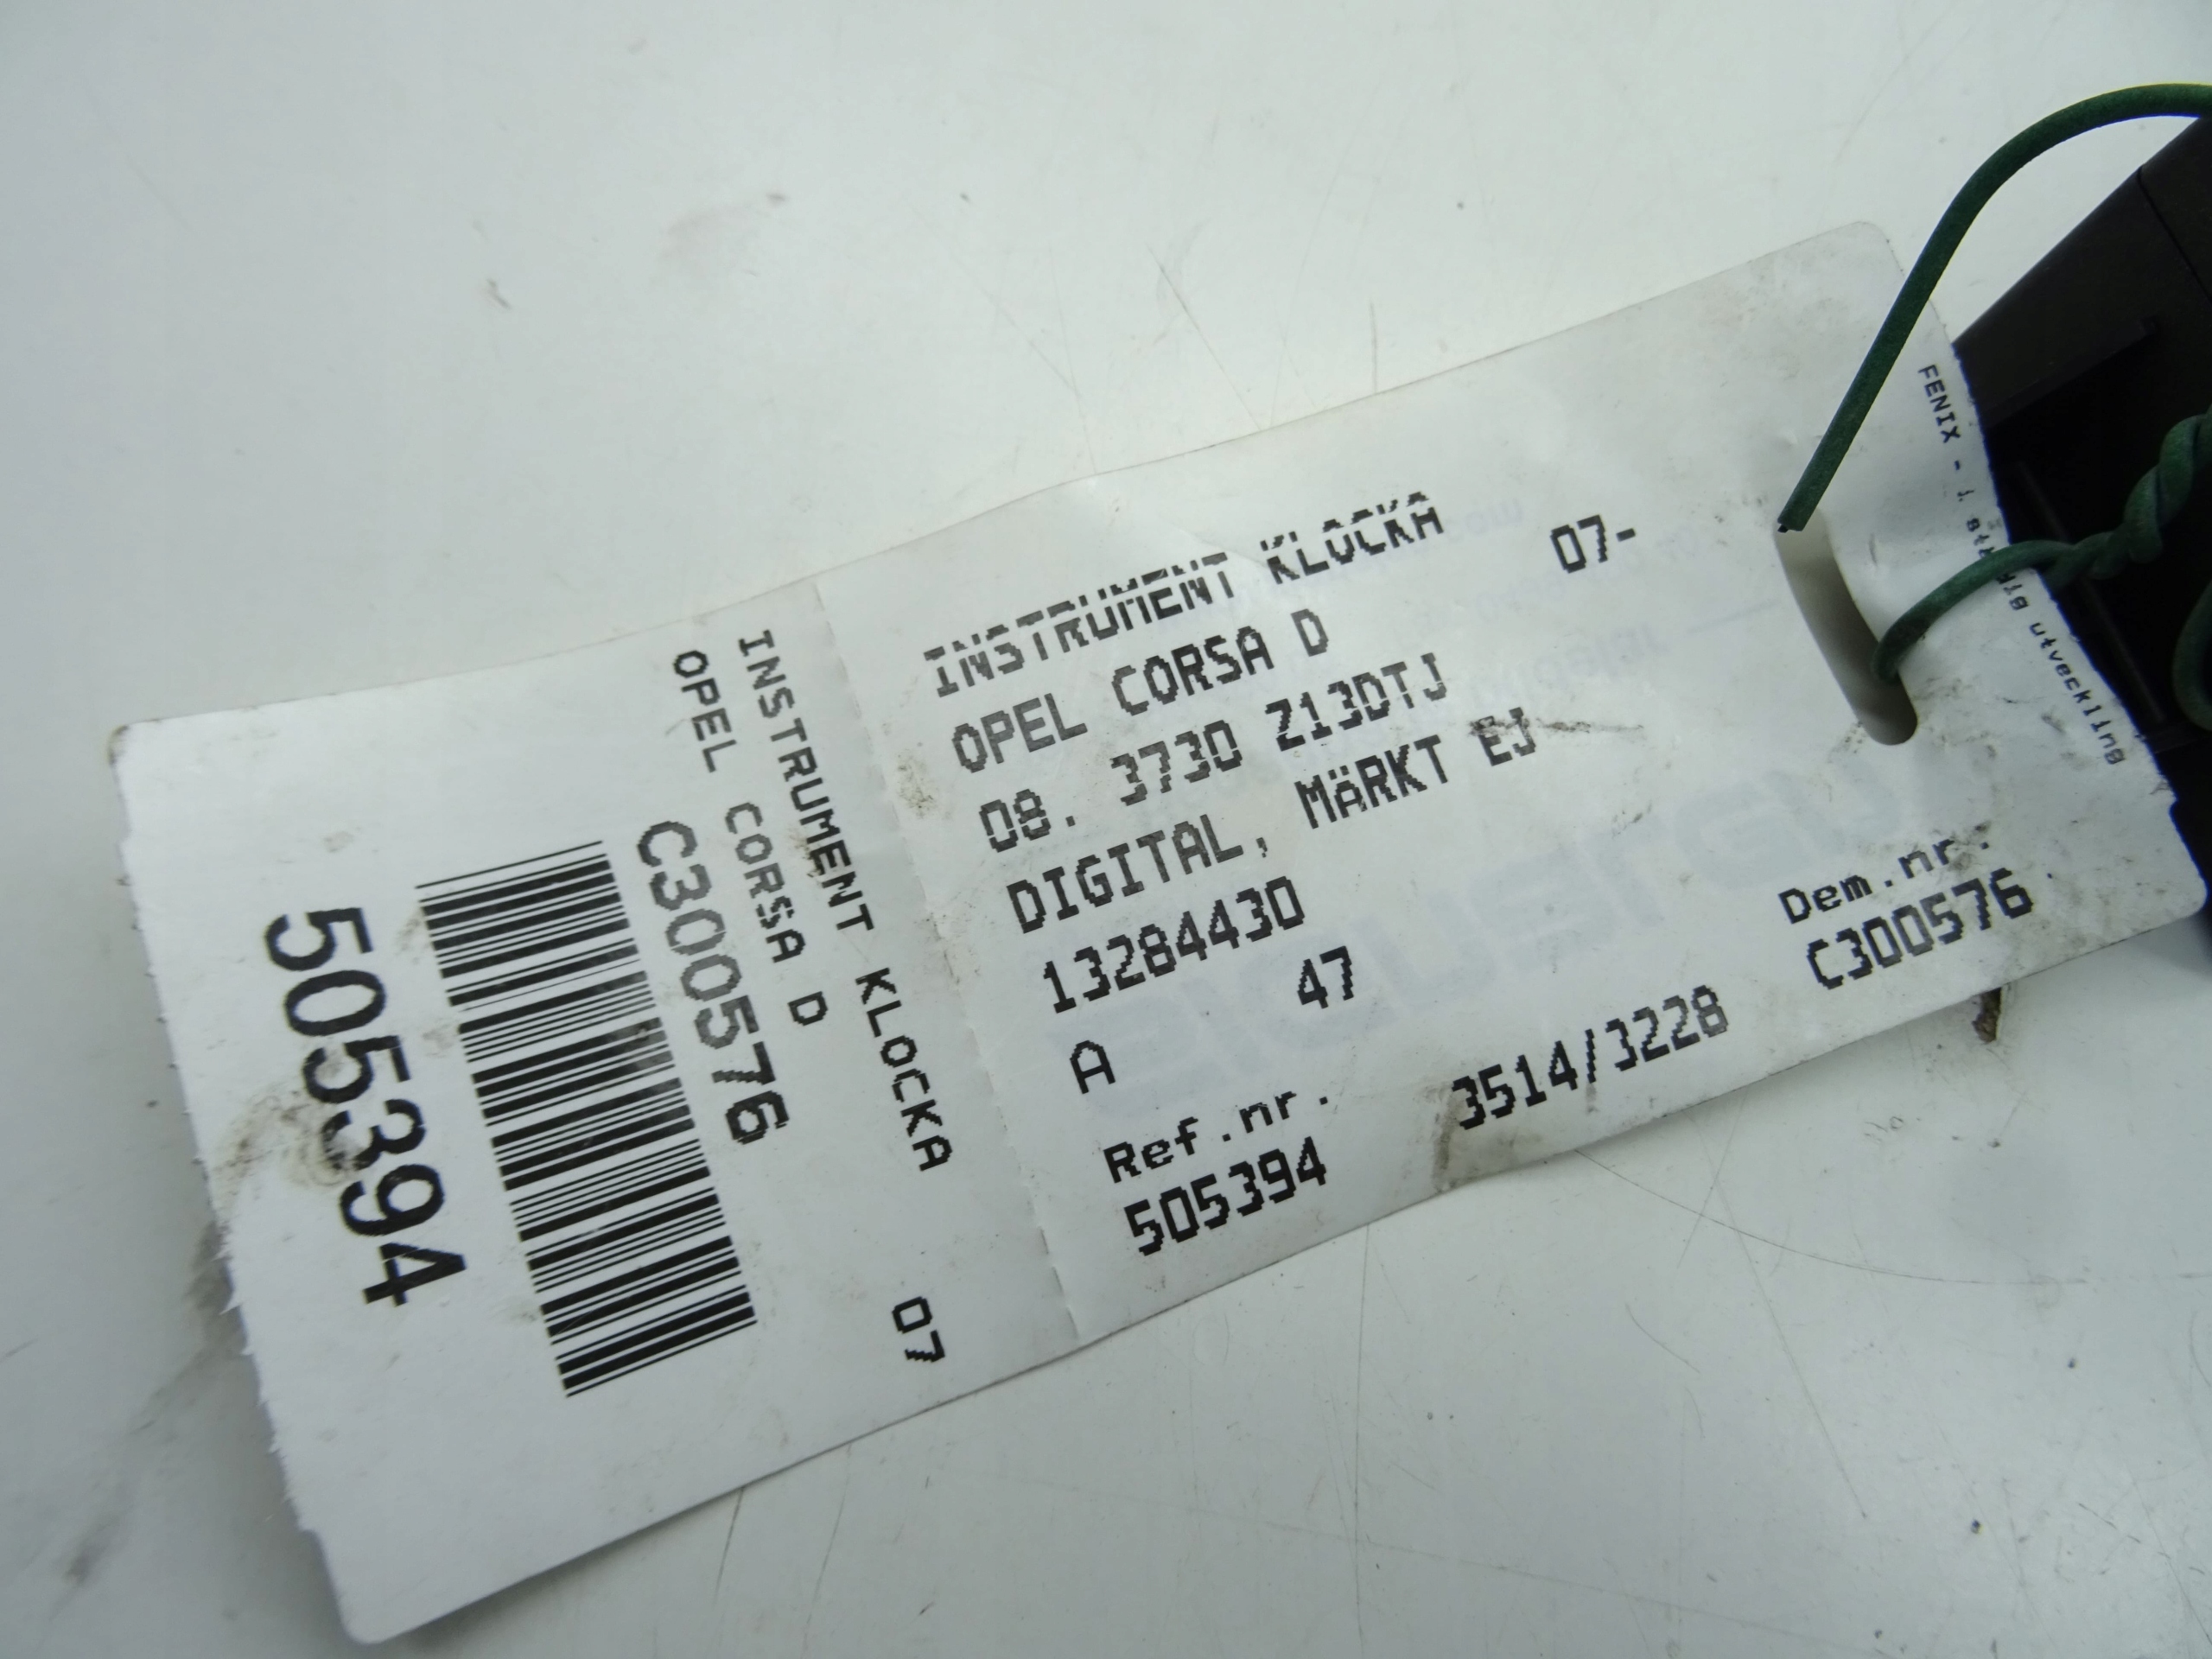 INSTRUMENT KLOCKA
OPEL CORSA D 07-
08. 3730 Z13DTJ
DIGITAL, MÄRKT EJ
13284430
A 47
Ref.nr. Dem.nr.
505394 3514/3228 C300576
INSTRUMENT KLOCKA 07
OPEL CORSA D
C300576
505394
FENIX - i utveckling